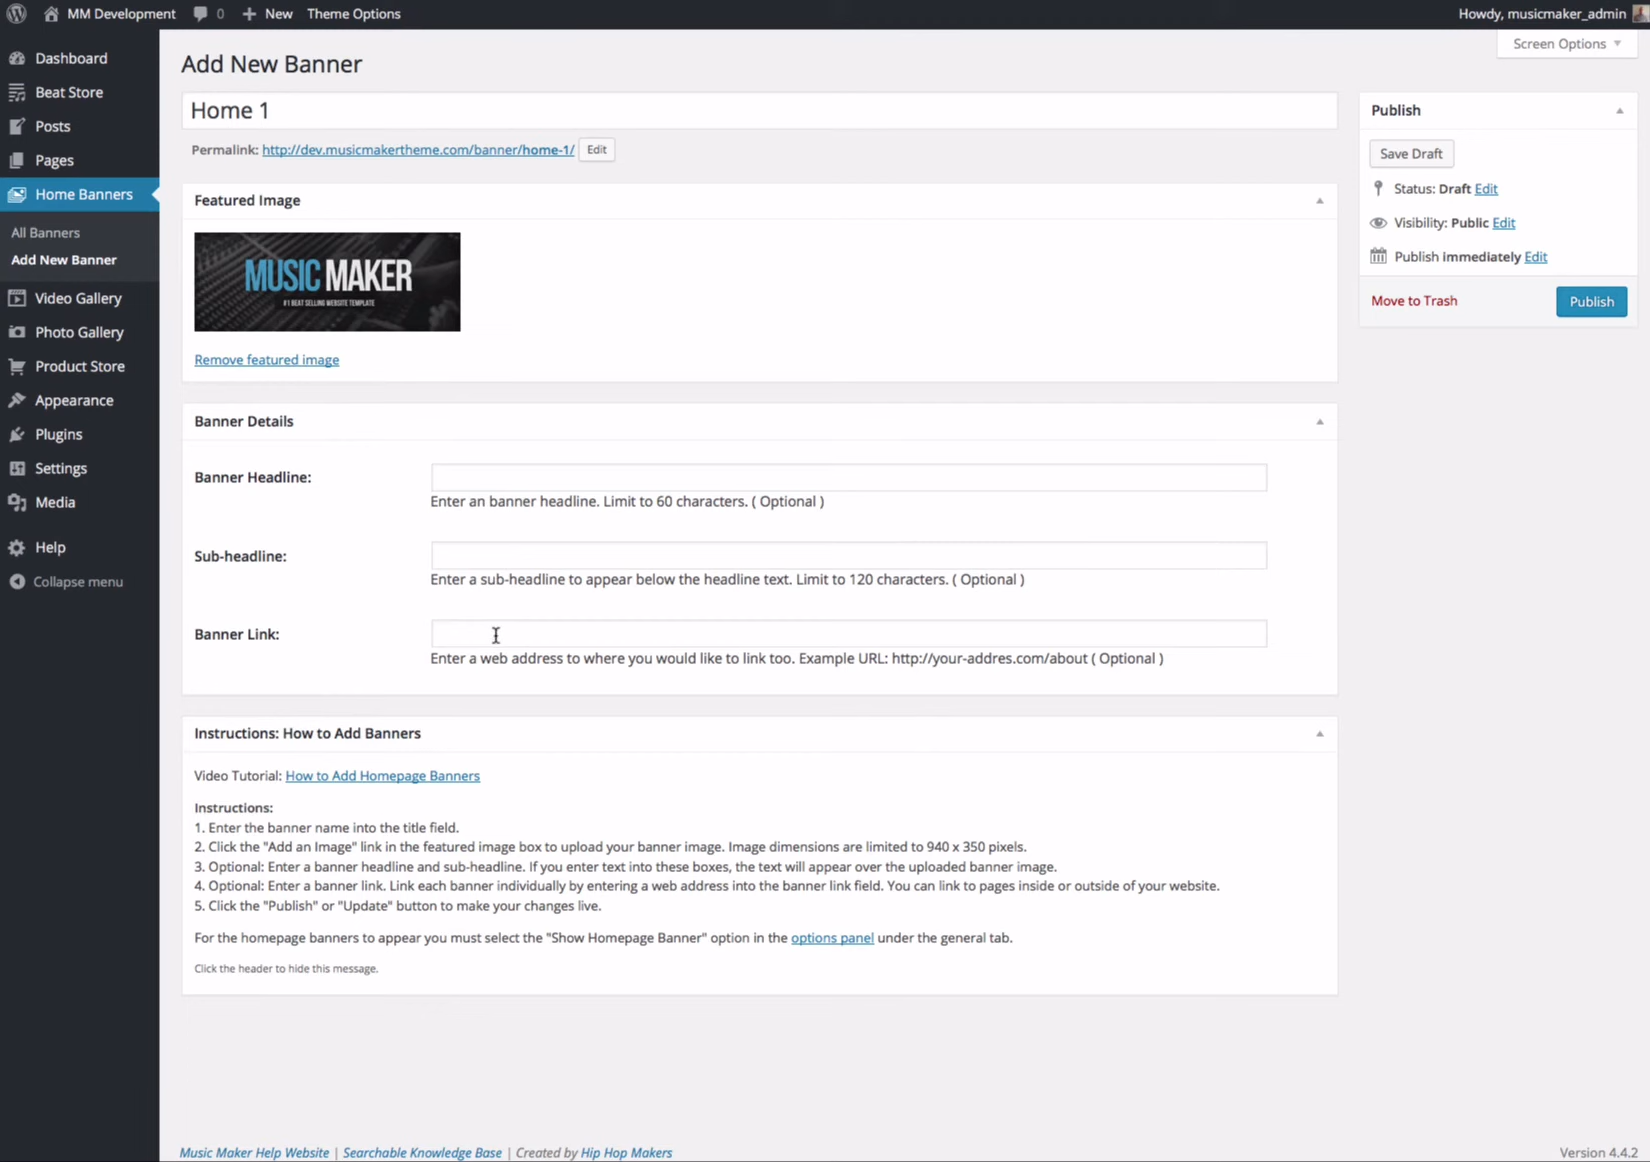 MM Development 0 New Theme Options Howdy, musicmaker_admin
Screen Options
Dashboard
Beat Store
Posts
Pages
Home Banners
All Banners
Add New Banner
Video Gallery
Photo Gallery
Product Store
Appearance
Plugins
Settings
Media
Help
Collapse menu
Add New Banner
Home 1
Permalink: http://dev.musicmakertheme.com/banner/home-1/ Edit
Featured Image
MUSIC MAKER
#1 BEAT SELLING WEBSITE TEMPLATE
Remove featured image
Banner Details
Banner Headline:
Enter an banner headline. Limit to 60 characters. ( Optional )
Sub-headline:
Enter a sub-headline to appear below the headline text. Limit to 120 characters. ( Optional )
Banner Link:
Enter a web address to where you would like to link too. Example URL: http://your-addres.com/about ( Optional )
Instructions: How to Add Banners
Video Tutorial: How to Add Homepage Banners
Instructions:
1. Enter the banner name into the title field.
2. Click the "Add an Image" link in the featured image box to upload your banner image. Image dimensions are limited to 940 x 350 pixels.
3. Optional: Enter a banner headline and sub-headline. If you enter text into these boxes, the text will appear over the uploaded banner image.
4. Optional: Enter a banner link. Link each banner individually by entering a web address into the banner link field. You can link to pages inside or outside of your website.
5. Click the "Publish" or "Update" button to make your changes live.
For the homepage banners to appear you must select the "Show Homepage Banner" option in the options panel under the general tab.
Click the header to hide this message.
Publish
Save Draft
Status: Draft Edit
Visibility: Public Edit
Publish immediately Edit
Move to Trash Publish
Music Maker Help Website | Searchable Knowledge Base | Created by Hip Hop Makers
Version 4.4.2